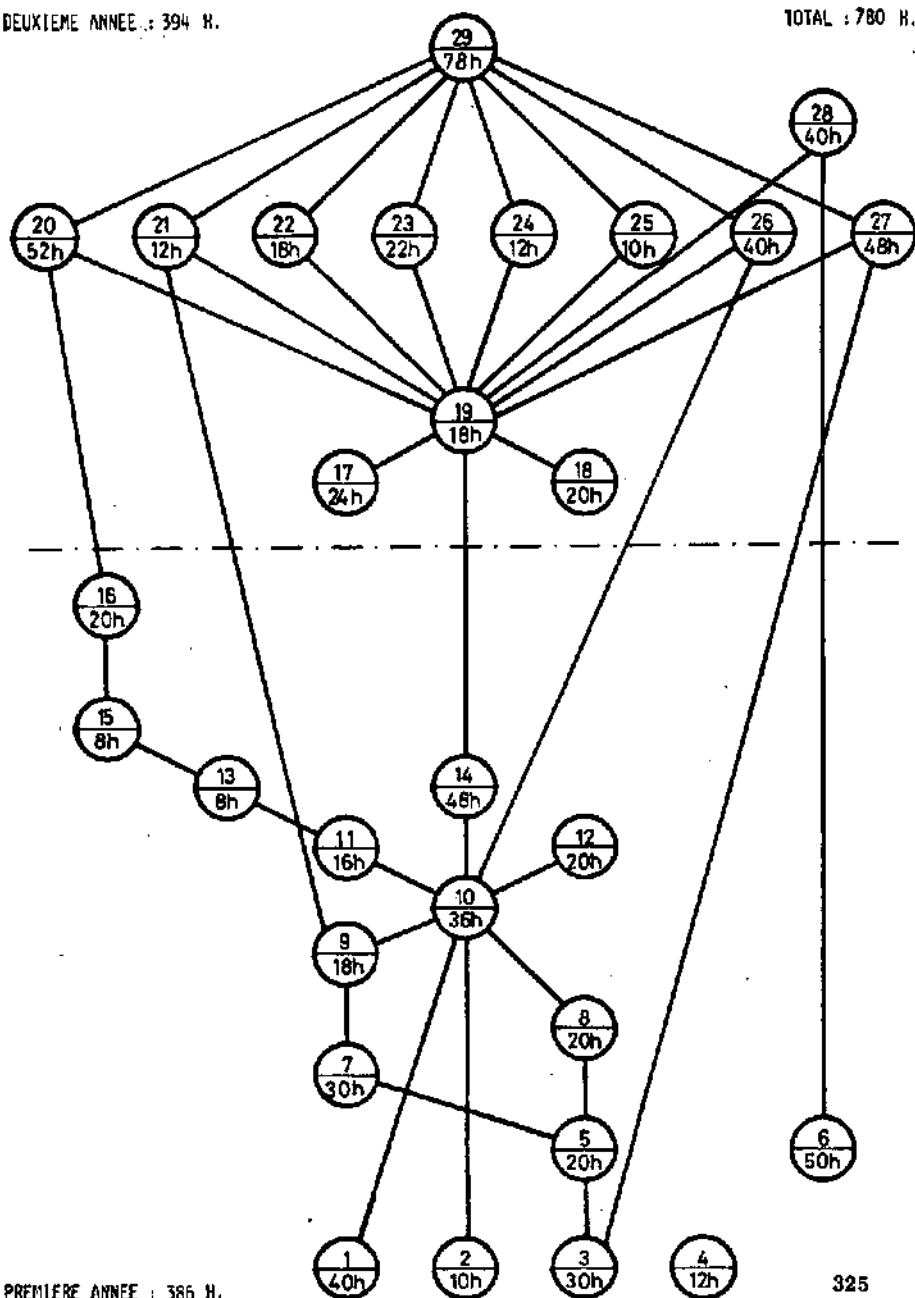 DEUXIEME ANNEE : 394 H.
TOTAL : 780 H.
29
78h
28
40h
20
52h
21
12h
22
18h
23
22h
24
12h
25
10h
26
40h
27
48h
19
18h
17
24h
18
20h
16
20h
15
8h
13
8h
14
48h
11
16h
12
20h
10
36h
9
18h
8
20h
7
30h
5
20h
6
50h
1
40h
2
10h
3
30h
4
12h
PREMIERE ANNEE : 386 H.
325